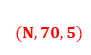 (N, 70, 5)